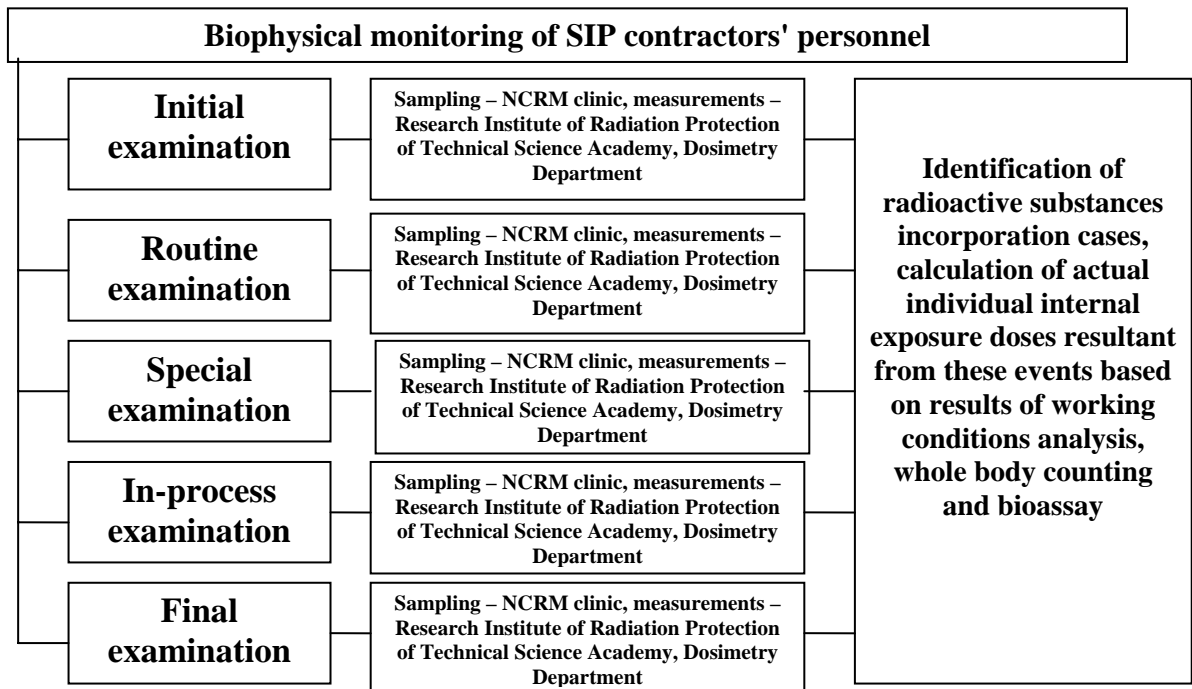 Biophysical monitoring of SIP contractors' personnel
Initial
examination
Sampling – NCRM clinic, measurements –
Research Institute of Radiation Protection
of Technical Science Academy, Dosimetry
Department
Routine
examination
Sampling – NCRM clinic, measurements –
Research Institute of Radiation Protection
of Technical Science Academy, Dosimetry
Department
Special
examination
Sampling – NCRM clinic, measurements –
Research Institute of Radiation Protection
of Technical Science Academy, Dosimetry
Department
In-process
examination
Sampling – NCRM clinic, measurements –
Research Institute of Radiation Protection
of Technical Science Academy, Dosimetry
Department
Final
examination
Sampling – NCRM clinic, measurements –
Research Institute of Radiation Protection
of Technical Science Academy, Dosimetry
Department
Identification of
radioactive substances
incorporation cases,
calculation of actual
individual internal
exposure doses resultant
from these events based
on results of working
conditions analysis,
whole body counting
and bioassay